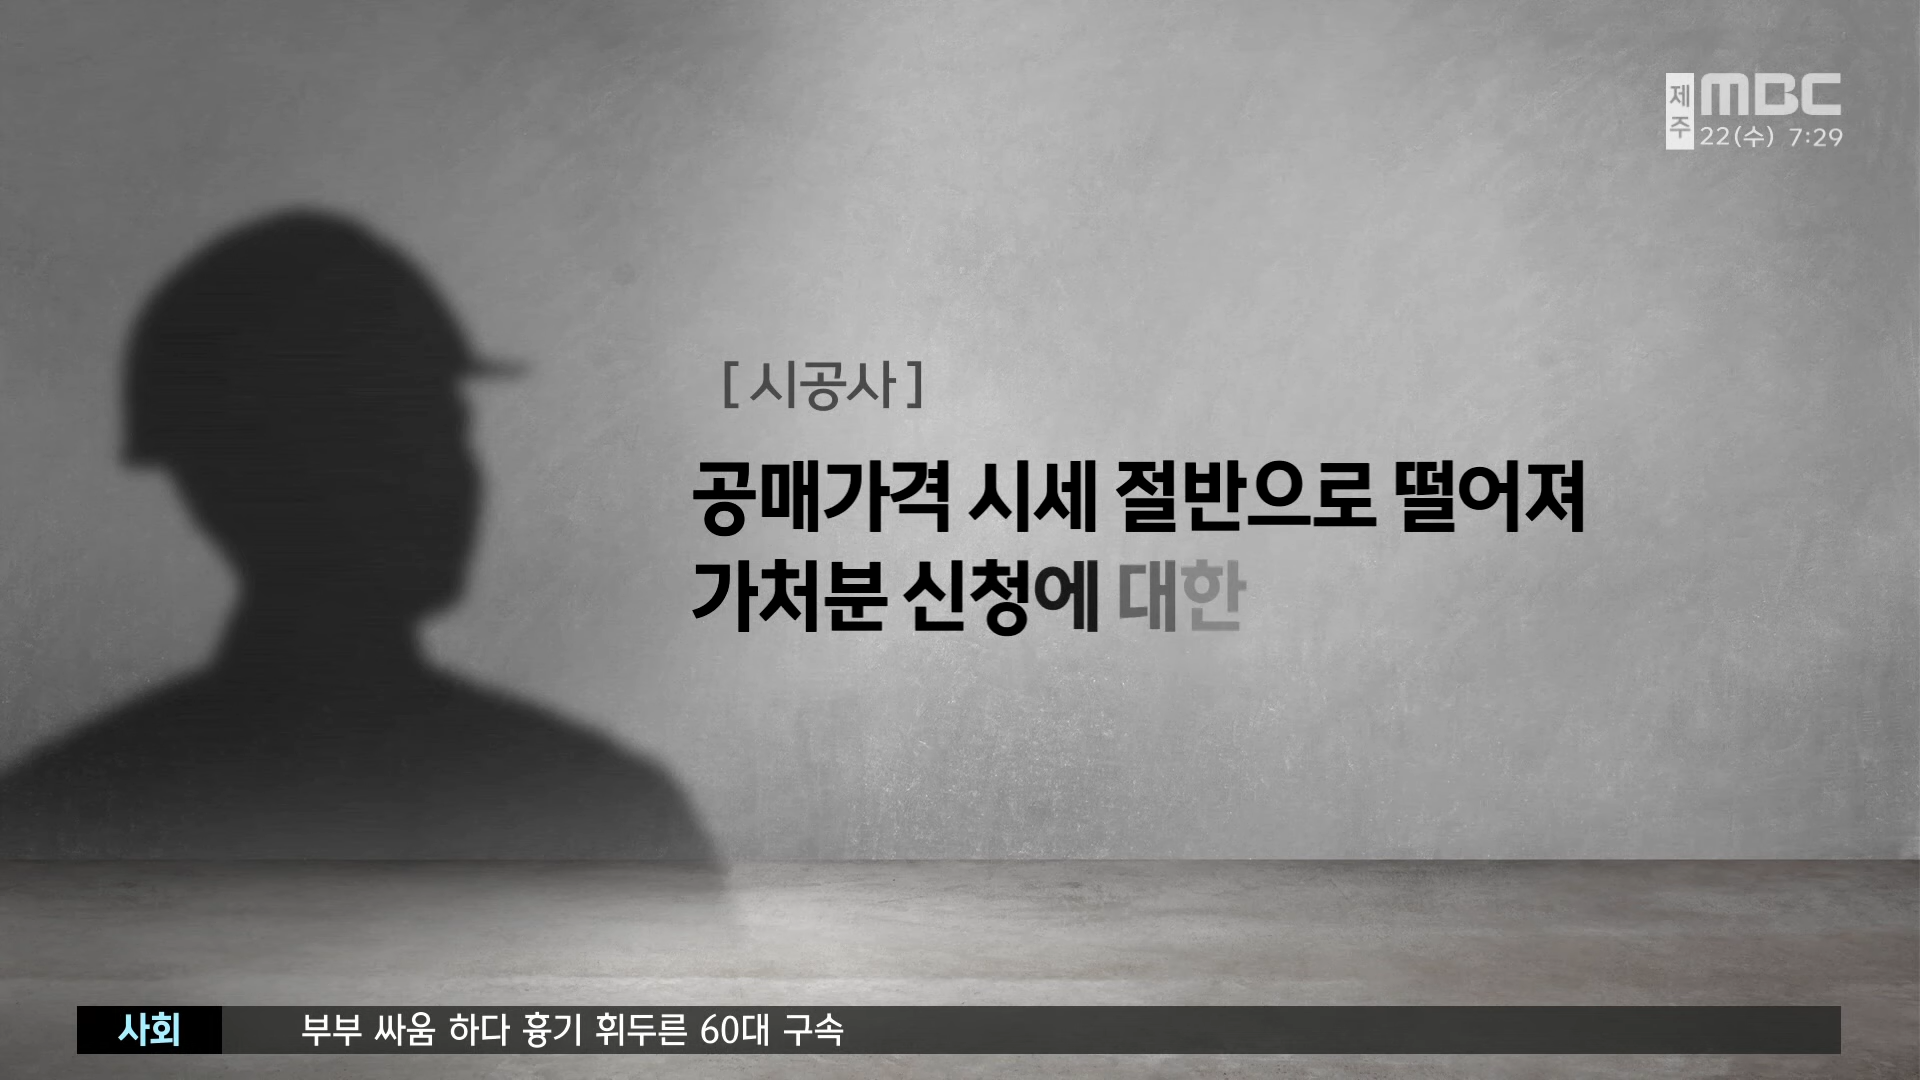 제주 MBC
22(수) 7:29
[시공사]
공매가격 시세 절반으로 떨어져
가처분 신청에 대한
사회 부부 싸움 하다 흉기 휘두른 60대 구속